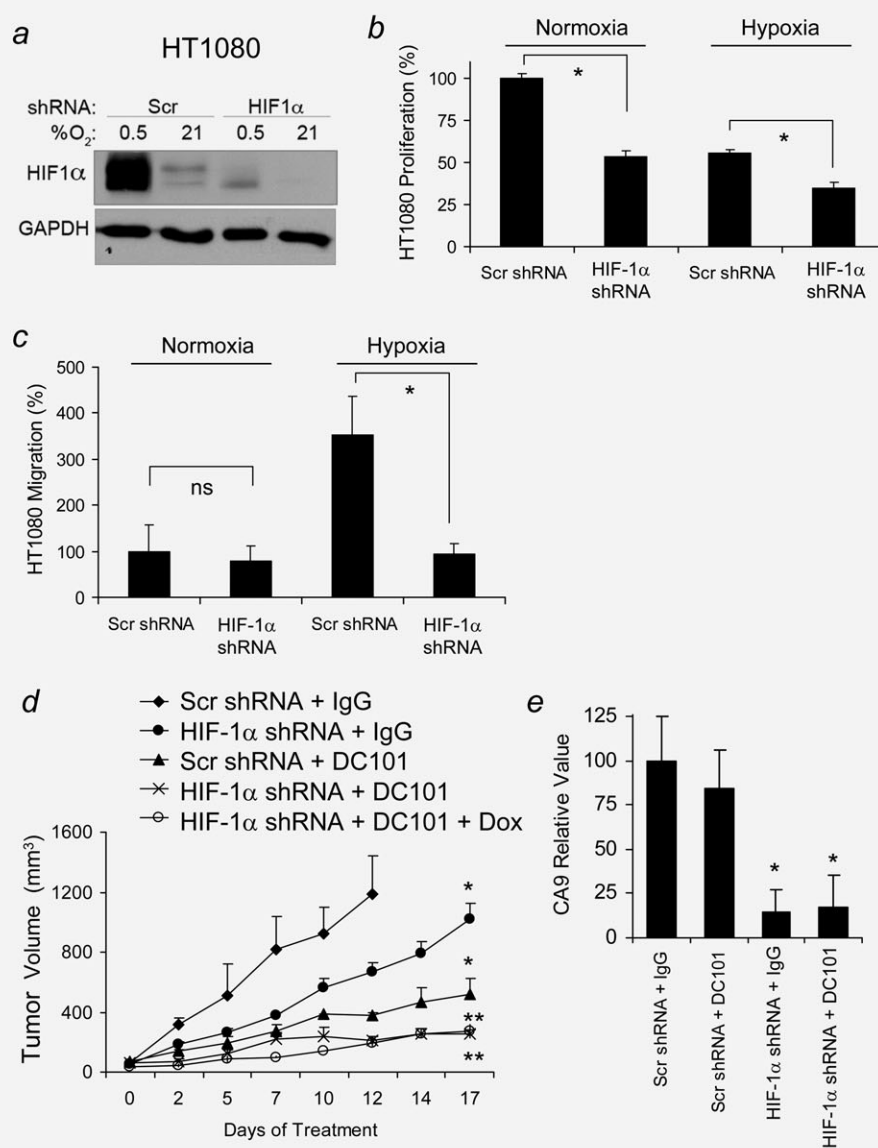 a
HT1080
shRNA: Scr HIF1α
%O2: 0.5 21 0.5 21
HIF1α
GAPDH
b
Normoxia Hypoxia
HT1080 Proliferation (%)
100
75
50
25
0
* *
Scr shRNA HIF-1α shRNA Scr shRNA HIF-1α shRNA
c
Normoxia Hypoxia
HT1080 Migration (%)
500
400
300
200
100
0
ns *
Scr shRNA HIF-1α shRNA Scr shRNA HIF-1α shRNA
d
Scr shRNA + IgG
HIF-1α shRNA + IgG
Scr shRNA + DC101
HIF-1α shRNA + DC101
HIF-1α shRNA + DC101 + Dox
Tumor Volume (mm3)
1600
1200
800
400
0
*
*
**
**
0 2 5 7 10 12 14 17
Days of Treatment
e
CA9 Relative Value
125
100
75
50
25
0
* *
Scr shRNA + IgG
Scr shRNA + DC101
HIF-1α shRNA + IgG
HIF-1α shRNA + DC101